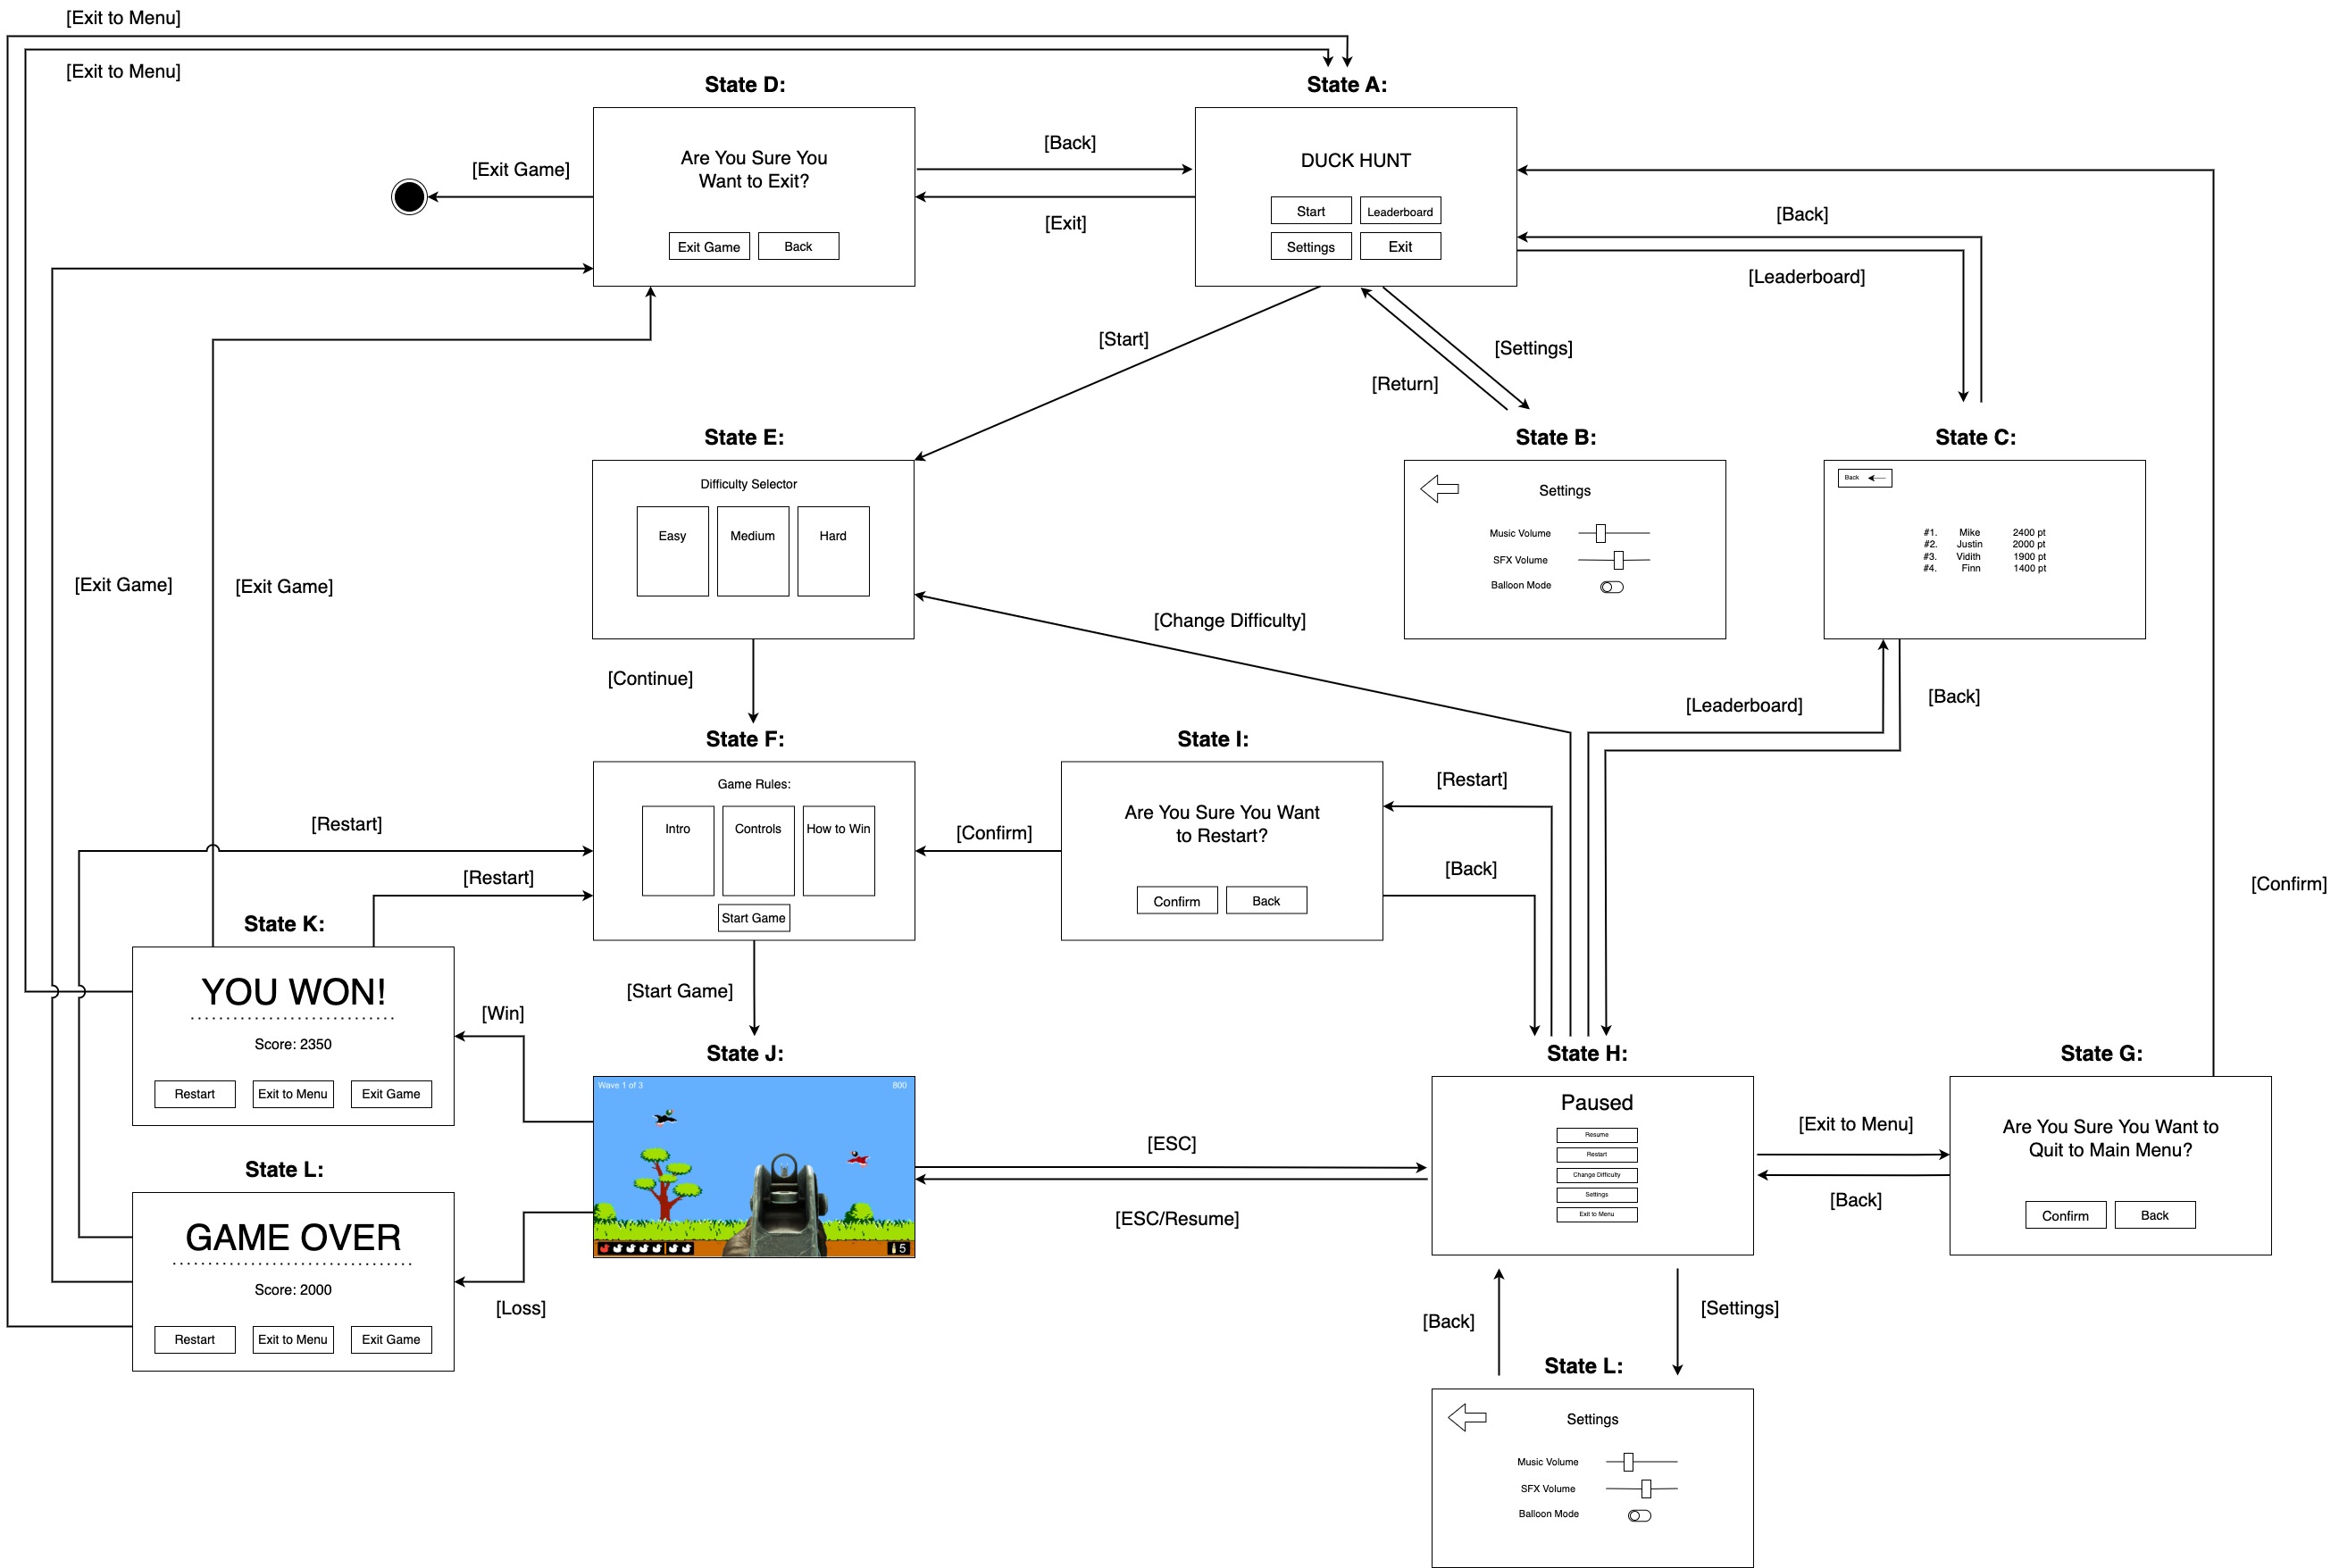 [Exit to Menu]
[Exit to Menu]
State D:
Are You Sure You
Want to Exit?
Exit Game
Back
[Exit Game]
[Back]
[Exit]
State A:
DUCK HUNT
Start
Leaderboard
Settings
Exit
[Back]
[Leaderboard]
[Start]
[Settings]
[Return]
State E:
Difficulty Selector
Easy
Medium
Hard
State B:
Settings
Music Volume
SFX Volume
Balloon Mode
State C:
Back
#1. Mike 2400 pt
#2. Justin 2000 pt
#3. Vidith 1900 pt
#4. Finn 1400 pt
[Exit Game]
[Exit Game]
[Change Difficulty]
[Continue]
[Leaderboard]
[Back]
State F:
Game Rules:
Intro
Controls
How to Win
Start Game
State I:
Are You Sure You Want
to Restart?
Confirm
Back
[Restart]
[Restart]
[Confirm]
[Restart]
[Back]
[Confirm]
State K:
YOU WON!
Score: 2350
Restart
Exit to Menu
Exit Game
[Win]
[Start Game]
State J:
Wave 1 of 3
800
5
State H:
Paused
Resume
Restart
Change Difficulty
Settings
Exit to Menu
State G:
Are You Sure You Want to
Quit to Main Menu?
Confirm
Back
[Exit to Menu]
[Back]
[ESC]
[ESC/Resume]
State L:
GAME OVER
Score: 2000
Restart
Exit to Menu
Exit Game
[Loss]
[Back]
[Settings]
State L:
Settings
Music Volume
SFX Volume
Balloon Mode